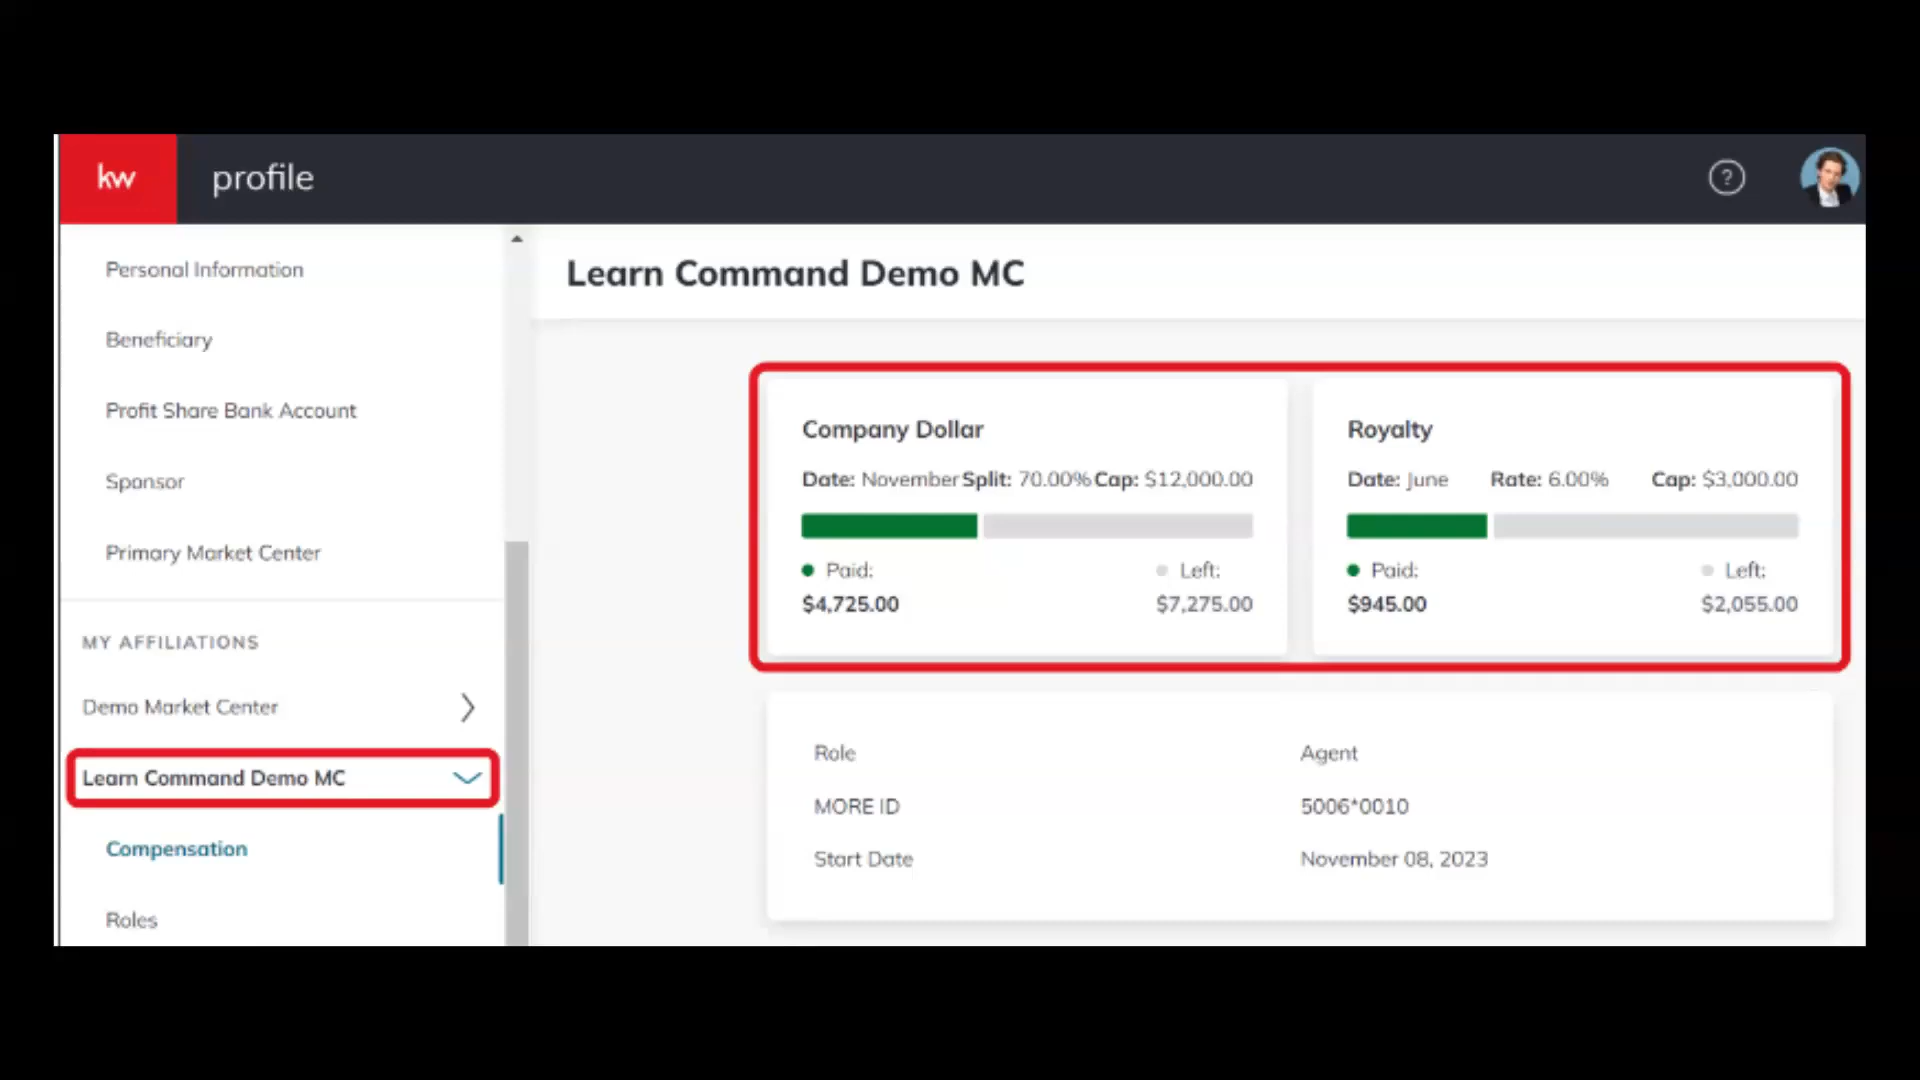 kw profile ?
Personal Information
Beneficiary
Profit Share Bank Account
Sponsor
Primary Market Center
MY AFFILIATIONS
Demo Market Center
Learn Command Demo MC
Compensation
Roles
Learn Command Demo MC
Company Dollar
Date: November Split: 70.00% Cap: $12,000.00
Paid: Left:
$4,725.00 $7,275.00
Royalty
Date: June Rate: 6.00% Cap: $3,000.00
Paid: Left:
$945.00 $2,055.00
Role Agent
MORE ID 5006*0010
Start Date November 08, 2023